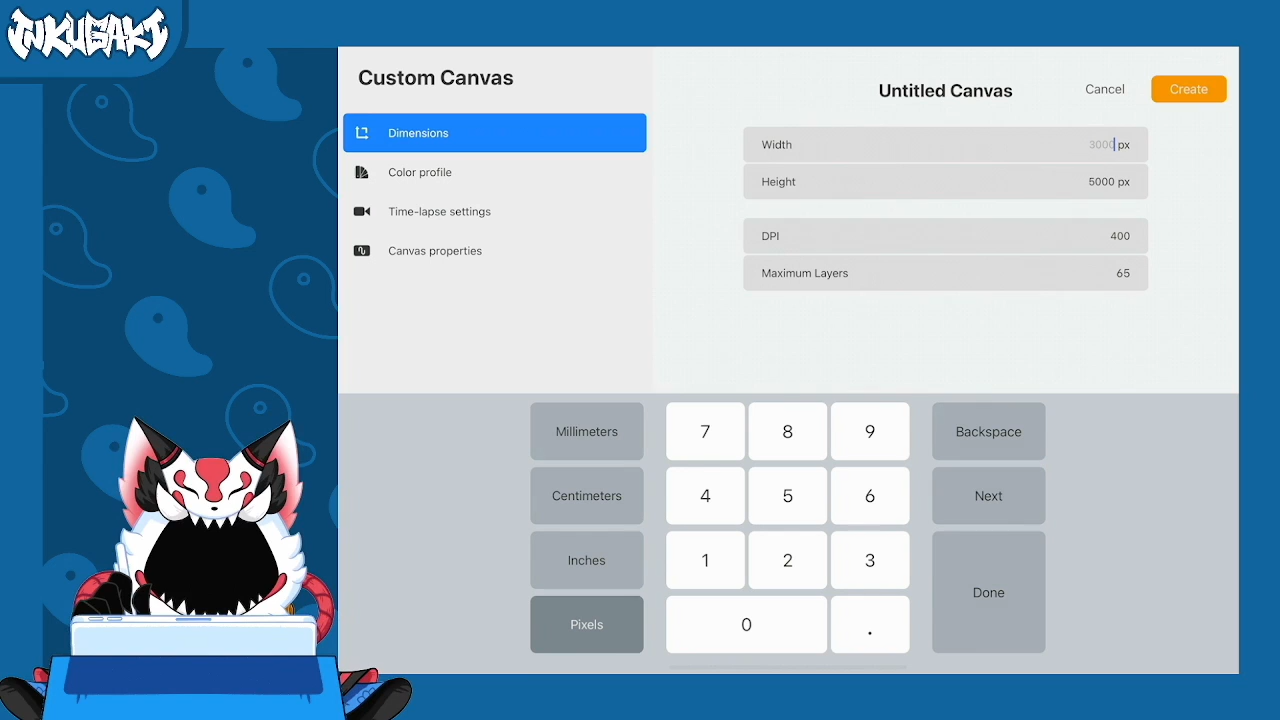 INKUGAKI
Custom Canvas
Dimensions
Color profile
Time-lapse settings
Canvas properties
Untitled Canvas
Cancel
Create
Width 3000 px
Height 5000 px
DPI 400
Maximum Layers 65
Millimeters 7 8 9 Backspace
Centimeters 4 5 6 Next
Inches 1 2 3
Done
Pixels 0 .